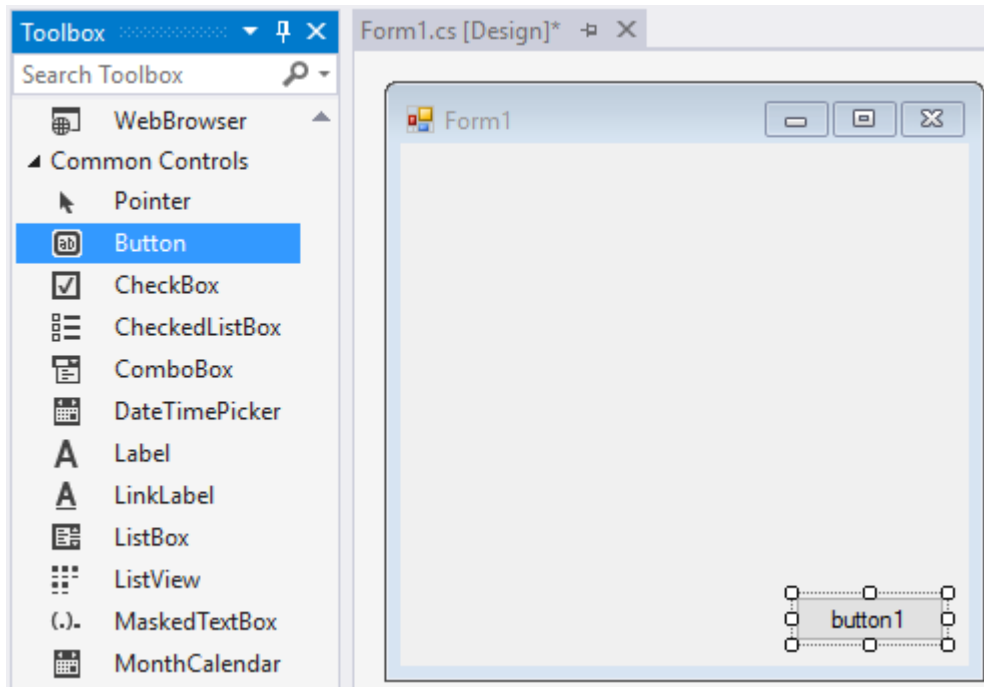 Toolbox
Search Toolbox
WebBrowser
Common Controls
Pointer
Button
CheckBox
CheckedListBox
ComboBox
DateTimePicker
Label
LinkLabel
ListBox
ListView
MaskedTextBox
MonthCalendar
Form1.cs [Design]*
Form1
button1